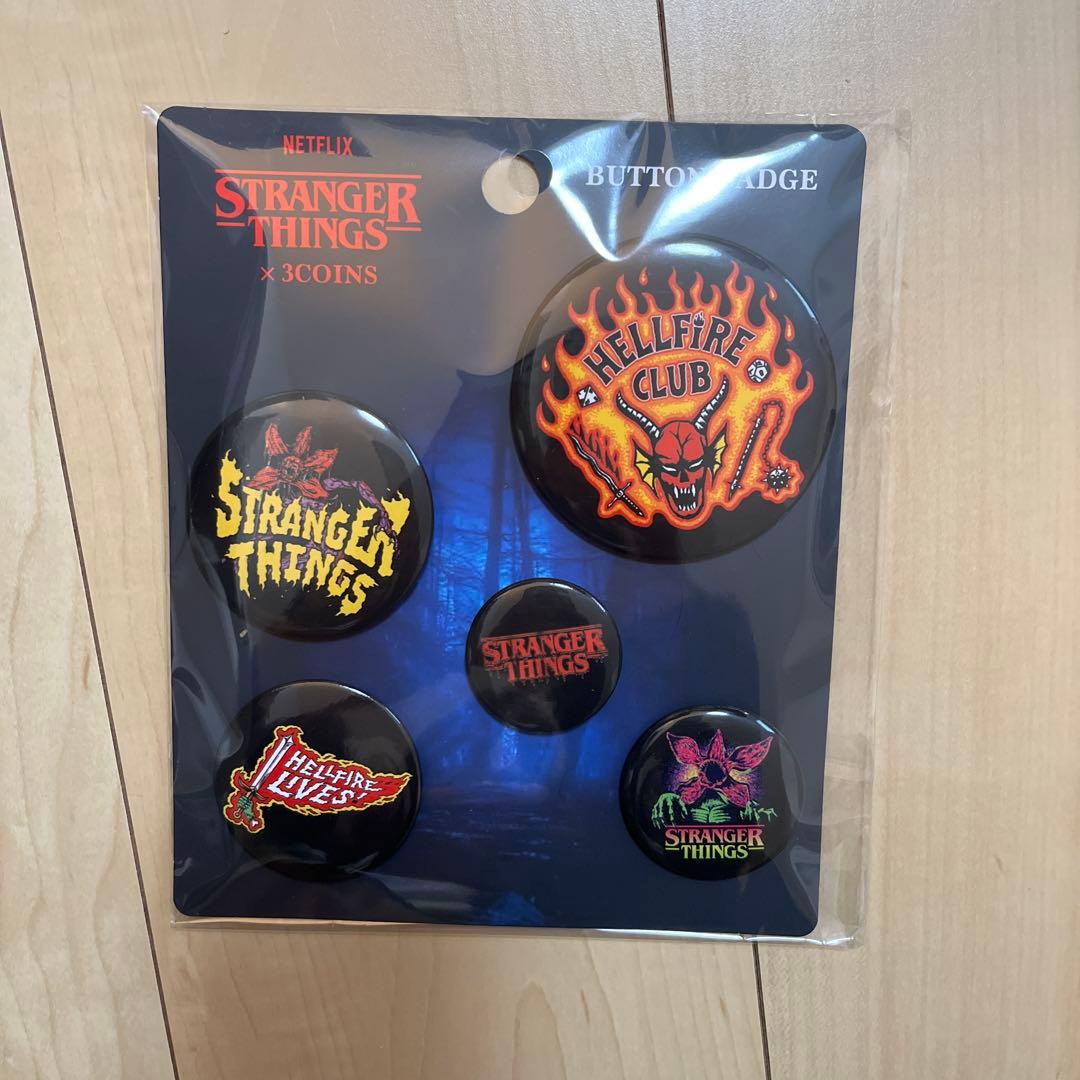 NETFLIX
STRANGER
THINGS
× 3COINS
BUTTON BADGE
HELLFIRE
CLUB
STRANGER
THINGS
STRANGER
THINGS
HELLFIRE
LIVES!
STRANGER
THINGS